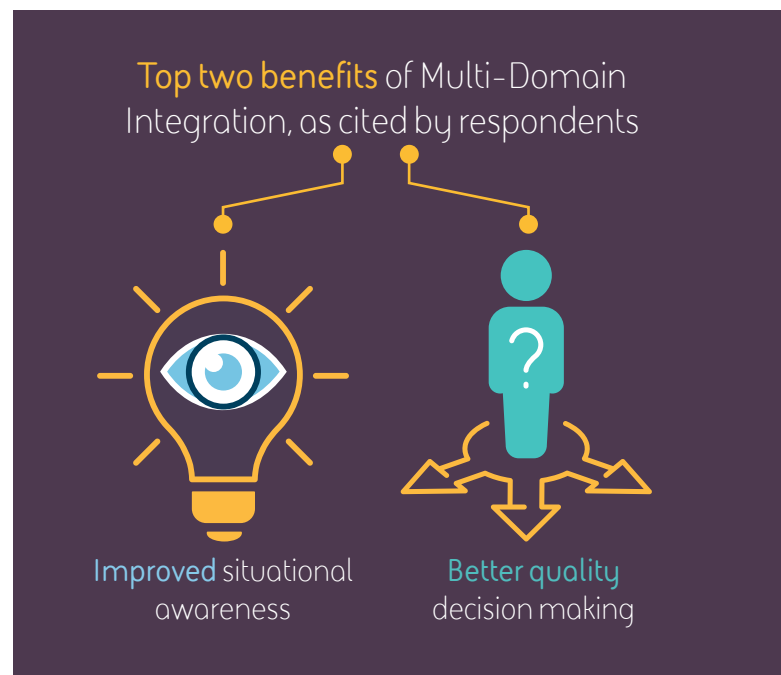 Top two benefits of Multi-Domain
Integration, as cited by respondents
?
Improved situational
awareness
Better quality
decision making